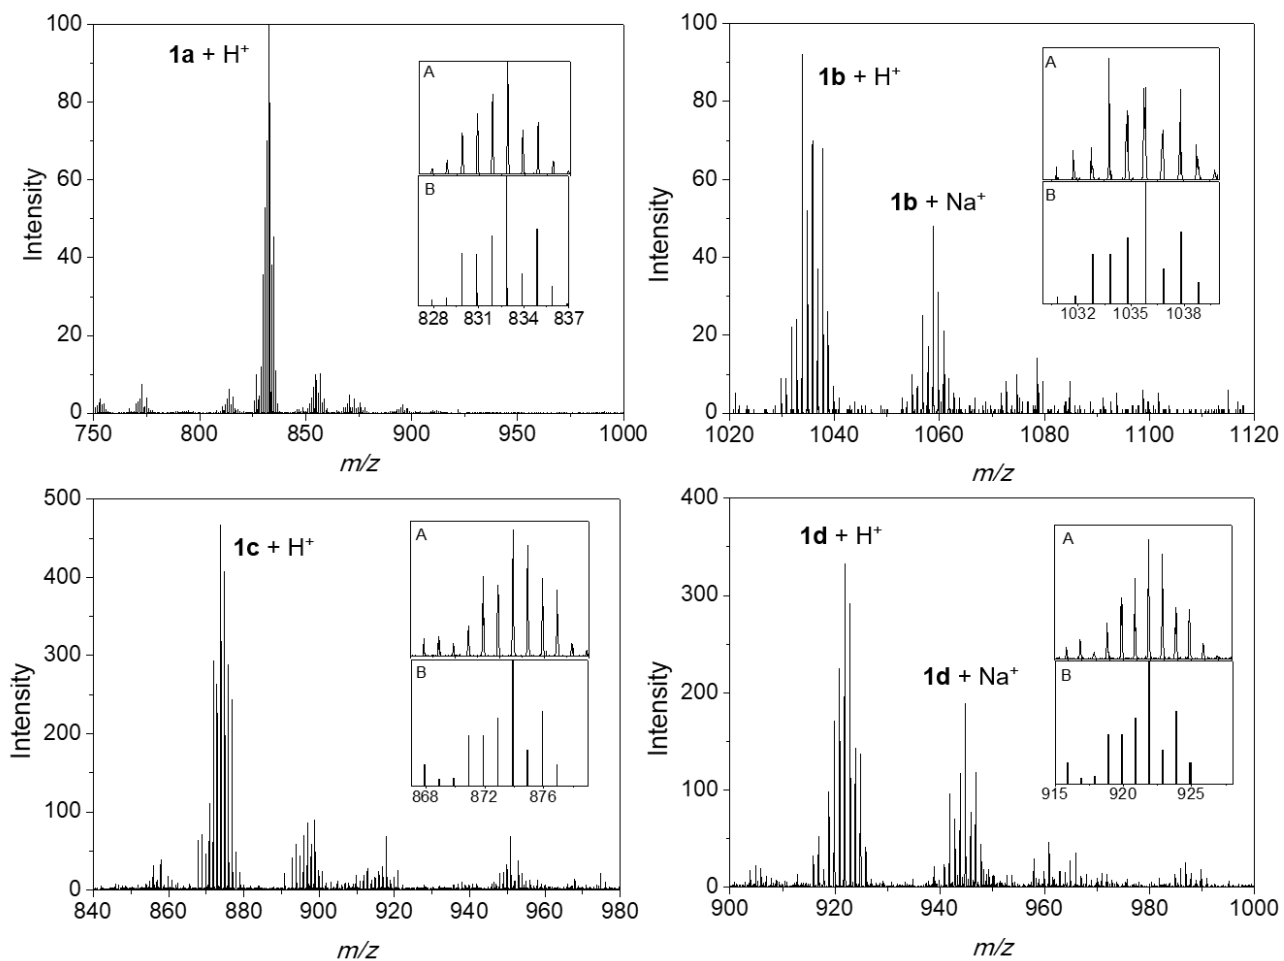 100
80
60
40
20
0
Intensity
1a + H⁺
A
B
828 831 834 837
750 800 850 900 950 1000
m/z
100
80
60
40
20
0
Intensity
1b + H⁺
1b + Na⁺
A
B
1032 1035 1038
1020 1040 1060 1080 1100 1120
m/z
500
400
300
200
100
0
Intensity
1c + H⁺
A
B
868 872 876
840 860 880 900 920 940 960 980
m/z
400
300
200
100
0
Intensity
1d + H⁺
1d + Na⁺
A
B
915 920 925
900 920 940 960 980 1000
m/z